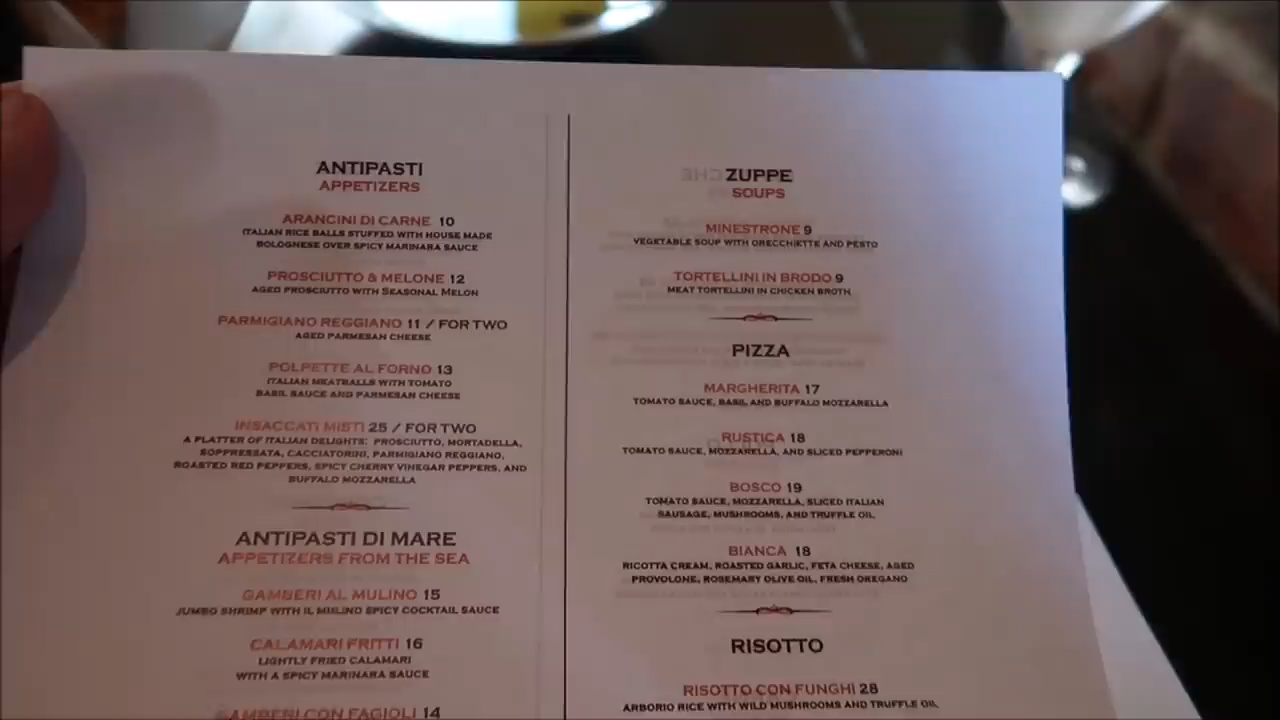 ANTIPASTI
APPETIZERS
ARANCINI DI CARNE 10
ITALIAN RICE BALLS STUFFED WITH HOUSE MADE
BOLOGNESE OVER SPICY MARINARA SAUCE
PROSCIUTTO & MELONE 12
AGED PROSCIUTTO WITH SEASONAL MELON
PARMIGIANO REGGIANO 11 / FOR TWO
AGED PARMESAN CHEESE
POLPETTE AL FORNO 13
ITALIAN MEATBALLS WITH TOMATO
BASIL SAUCE AND PARMESAN CHEESE
INSACCATI MISTI 25 / FOR TWO
A PLATTER OF ITALIAN DELIGHTS: PROSCIUTTO, MORTADELLA,
SOPPRESSATA, CACCIATORINI, PARMIGIANO REGGIANO,
ROASTED RED PEPPERS, SPICY CHERRY VINEGAR PEPPERS, AND
BUFFALO MOZZARELLA
ANTIPASTI DI MARE
APPETIZERS FROM THE SEA
GAMBERI AL MULINO 15
JUMBO SHRIMP WITH IL MULINO SPICY COCKTAIL SAUCE
CALAMARI FRITTI 16
LIGHTLY FRIED CALAMARI
WITH A SPICY MARINARA SAUCE
GAMBERI CON FAGIOLI 14
ZUPPE
SOUPS
MINESTRONE 9
VEGETABLE SOUP WITH ORECCHIETTE AND PESTO
TORTELLINI IN BRODO 9
MEAT TORTELLINI IN CHICKEN BROTH
PIZZA
MARGHERITA 17
TOMATO SAUCE, BASIL AND BUFFALO MOZZARELLA
RUSTICA 18
TOMATO SAUCE, MOZZARELLA, AND SLICED PEPPERONI
BOSCO 19
TOMATO SAUCE, MOZZARELLA, SLICED ITALIAN
SAUSAGE, MUSHROOMS, AND TRUFFLE OIL
BIANCA 18
RICOTTA CREAM, ROASTED GARLIC, FETA CHEESE, AGED
PROVOLONE, ROSEMARY OLIVE OIL, FRESH OREGANO
RISOTTO
RISOTTO CON FUNGHI 28
ARBORIO RICE WITH WILD MUSHROOMS AND TRUFFLE OIL